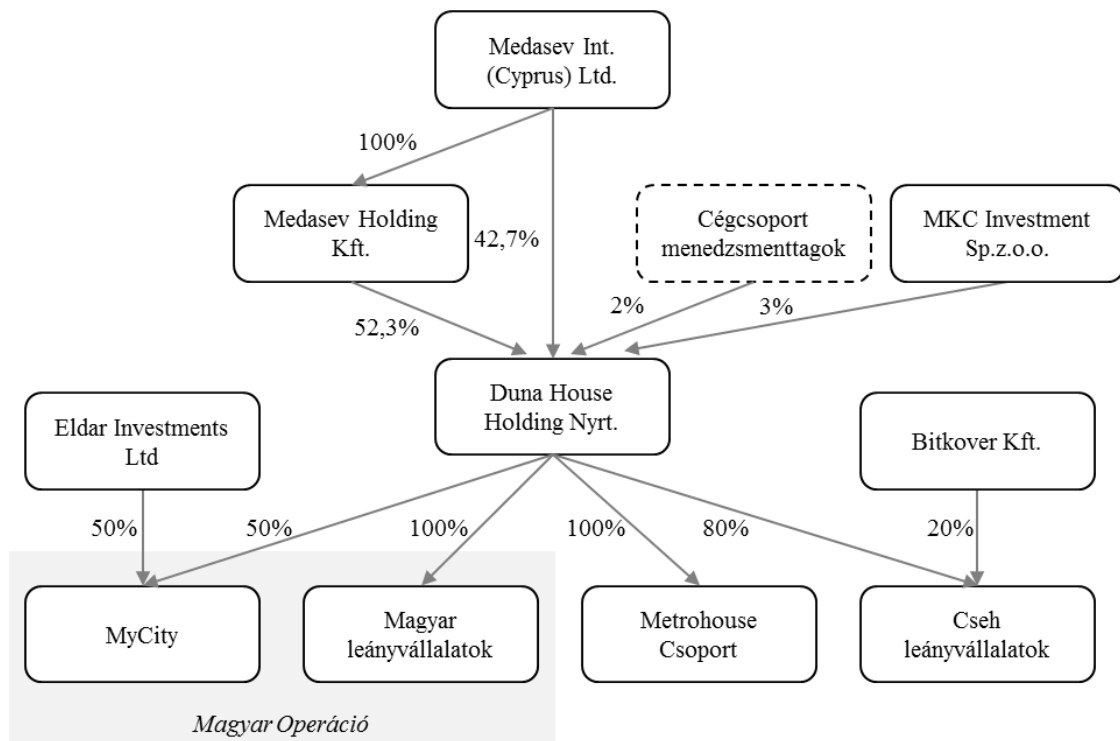 Medasev Int.
(Cyprus) Ltd.
100%
Medasev Holding
Kft.
42,7%
Cégcsoport
menedzsmenttagok
MKC Investment
Sp.z.o.o.
52,3%
2%
3%
Duna House
Holding Nyrt.
Eldar Investments
Ltd
Bitkover Kft.
50%
50%
100%
100%
80%
20%
MyCity
Magyar
leányvállalatok
Metrohouse
Csoport
Cseh
leányvállalatok
Magyar Operáció